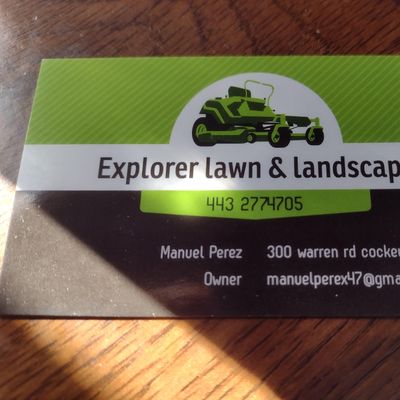 Explorer lawn & landscap
443 2774705
Manuel Perez 300 warren rd cockey
Owner manuelperex47@gma